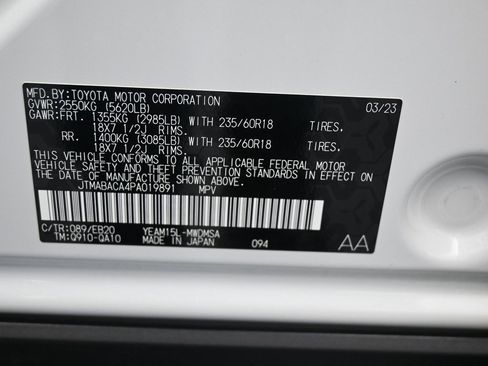 MFD.BY:TOYOTA MOTOR CORPORATION 03/23
GVWR:2550KG (5620LB)
GAWR:FRT. 1355KG (2985LB) WITH 235/60R18 TIRES.
18X7 1/2J RIMS.
RR. 1400KG (3085LB) WITH 235/60R18 TIRES.
18X7 1/2J RIMS.
THIS VEHICLE CONFORMS TO ALL APPLICABLE FEDERAL MOTOR
VEHICLE SAFETY AND THEFT PREVENTION STANDARDS IN EFFECT ON
THE DATE OF MANUFACTURE SHOWN ABOVE.
JTMABACA4PA019891 MPV
C/TR:089/EB20 YEAM15L-MWDMSA
TM:Q910-QA10 MADE IN JAPAN 094 AA